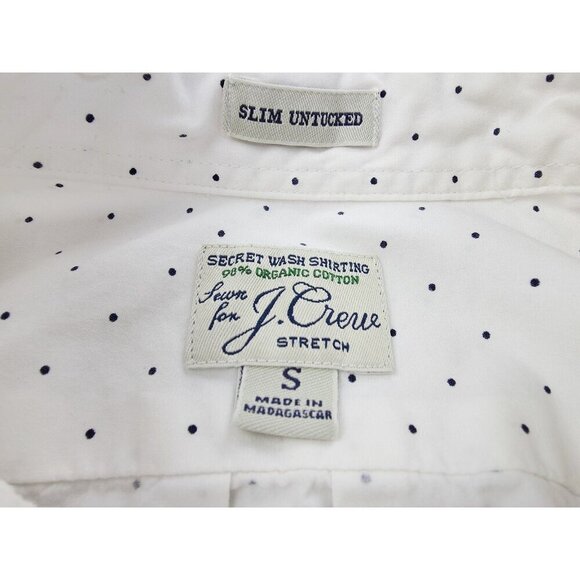 SLIM UNTUCKED
SECRET WASH SHIRTING
98% ORGANIC COTTON
Sewn for J.Crew
STRETCH
S
MADE IN
MADAGASCAR